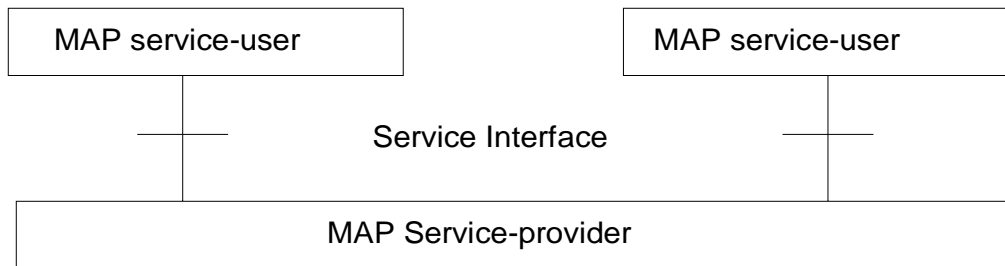 MAP service-user
MAP service-user
Service Interface
MAP Service-provider